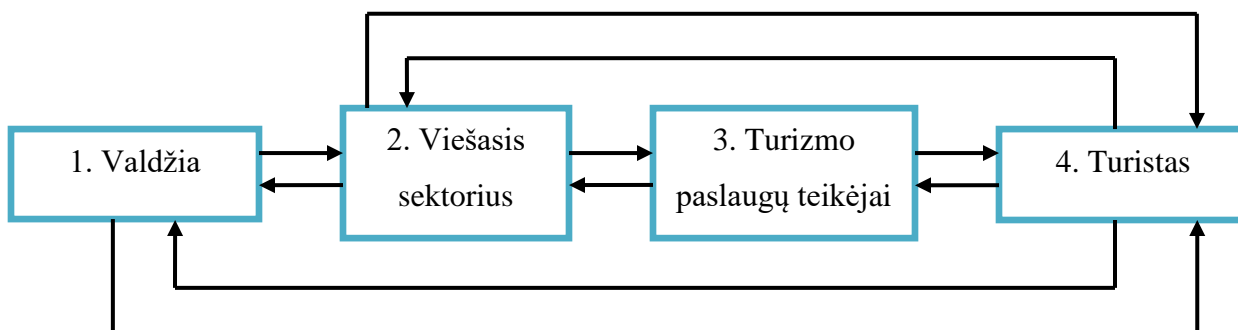 1. Valdžia
2. Viešasis
sektorius
3. Turizmo
paslaugų teikėjai
4. Turistas